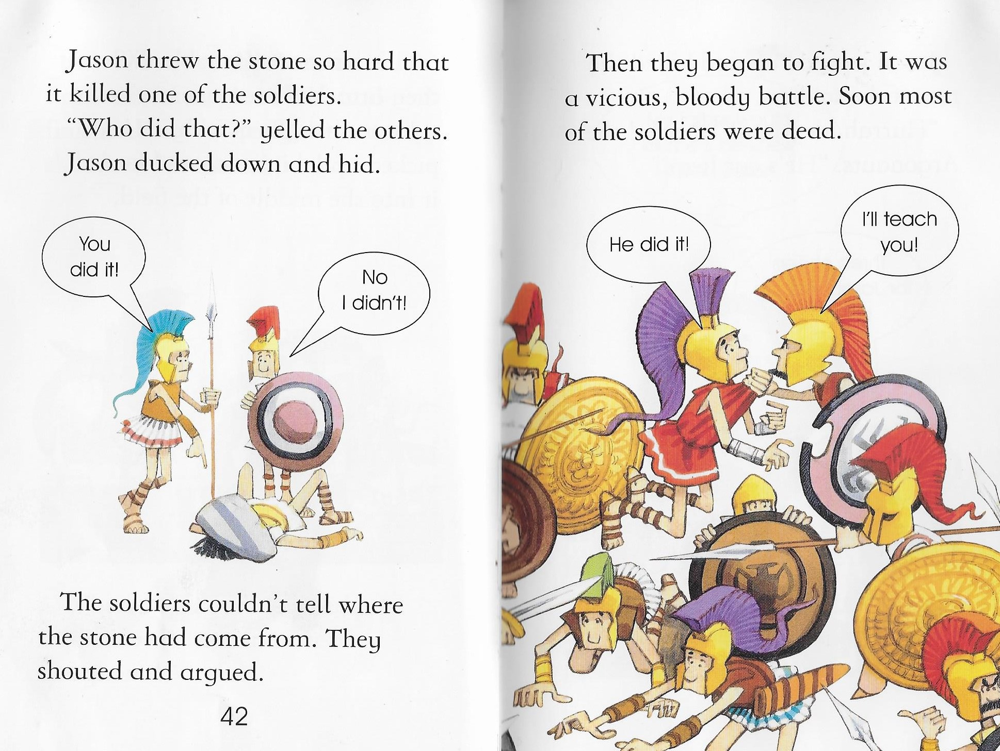 Jason threw the stone so hard that
it killed one of the soldiers.
“Who did that?” yelled the others.
Jason ducked down and hid.
You
did it!
No
I didn’t!
The soldiers couldn’t tell where
the stone had come from. They
shouted and argued.
42
Then they began to fight. It was
a vicious, bloody battle. Soon most
of the soldiers were dead.
He did it!
I’ll teach
you!